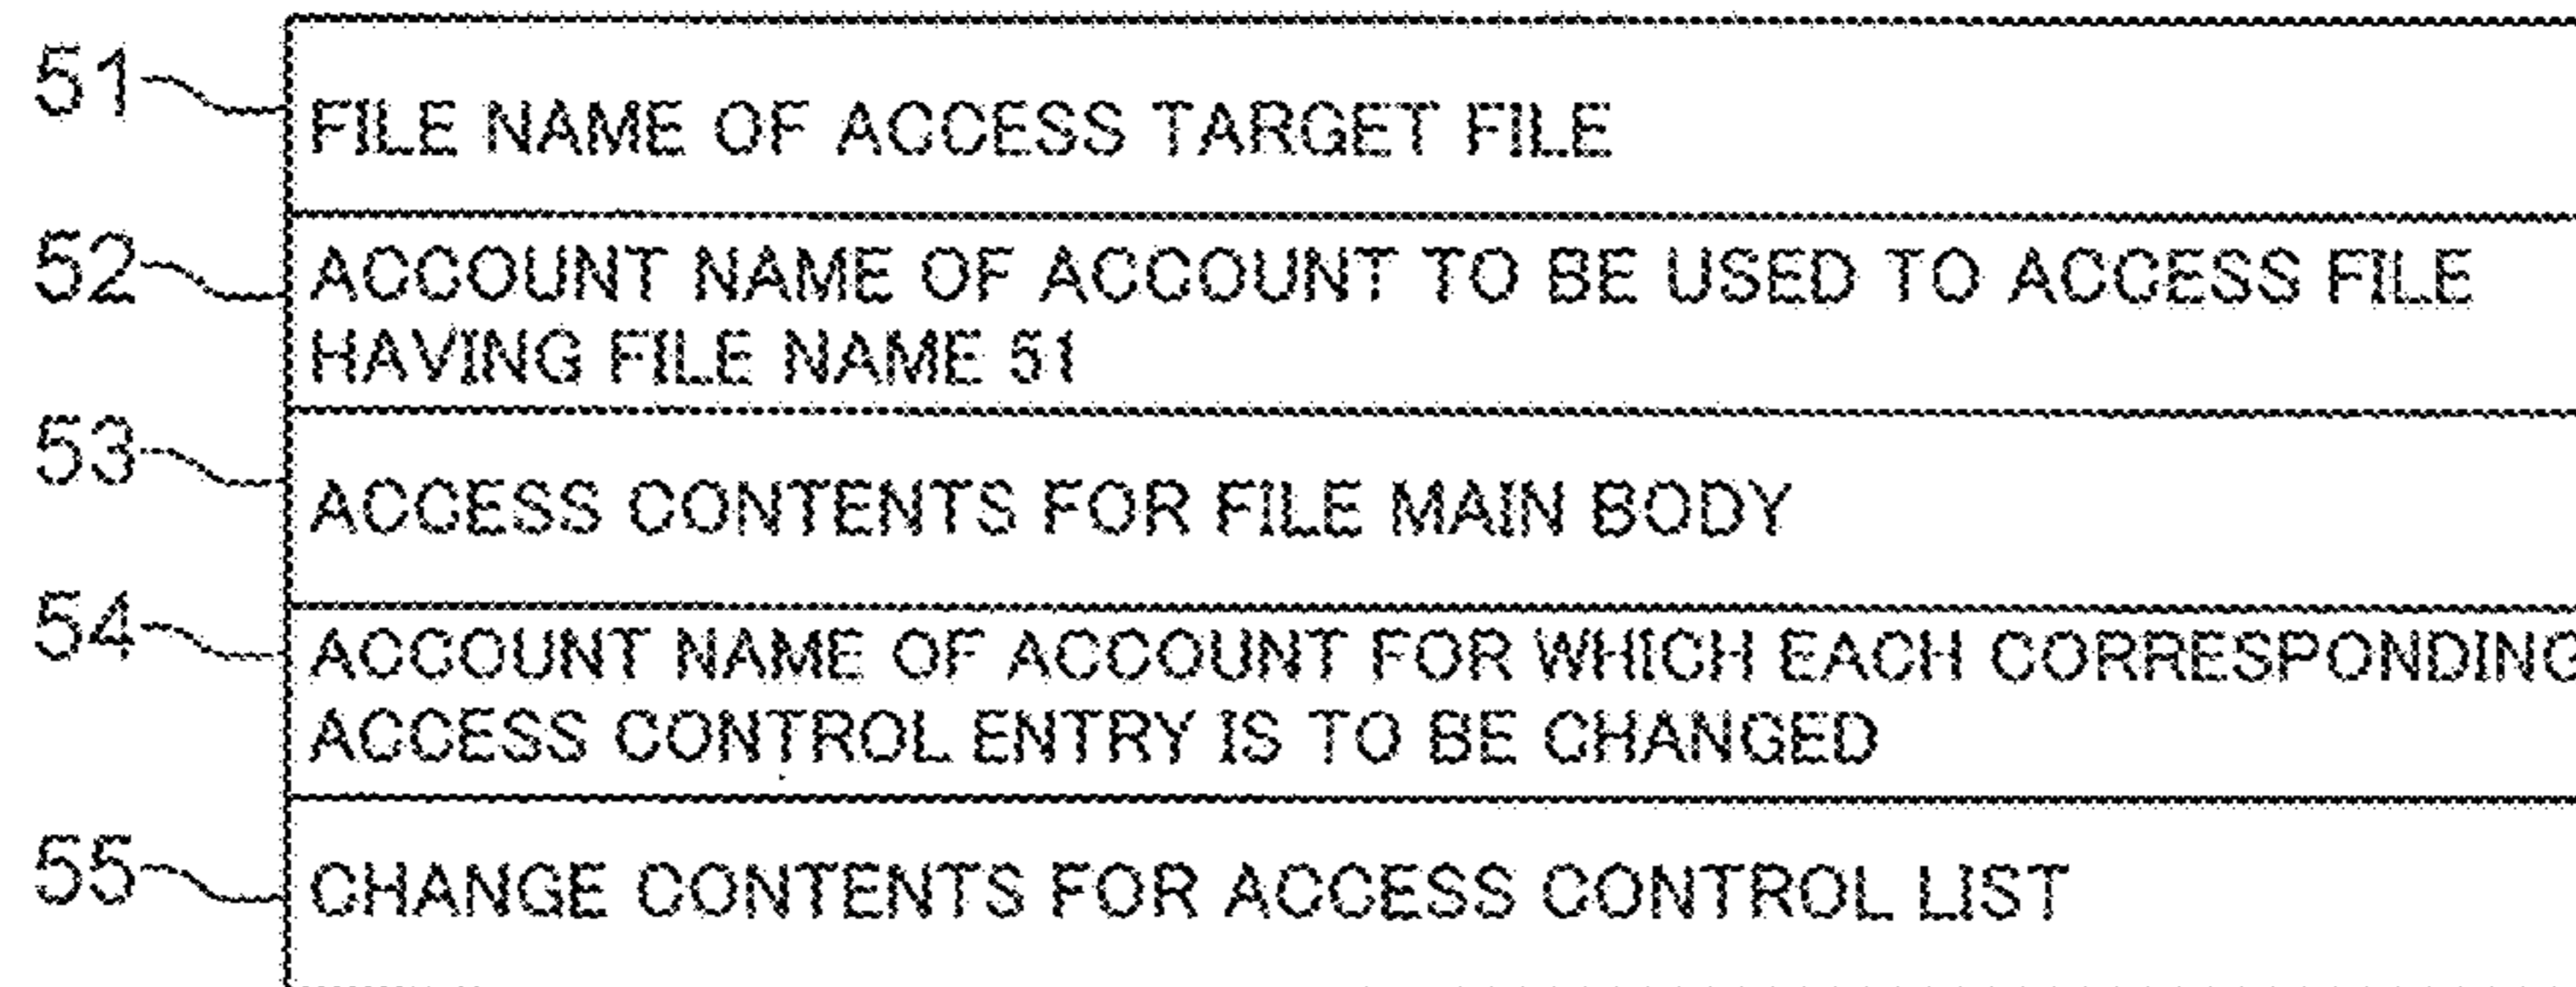 51 FILE NAME OF ACCESS TARGET FILE
52 ACCOUNT NAME OF ACCOUNT TO BE USED TO ACCESS FILE
HAVING FILE NAME 51
53 ACCESS CONTENTS FOR FILE MAIN BODY
54 ACCOUNT NAME OF ACCOUNT FOR WHICH EACH CORRESPONDING
ACCESS CONTROL ENTRY IS TO BE CHANGED
55 CHANGE CONTENTS FOR ACCESS CONTROL LIST